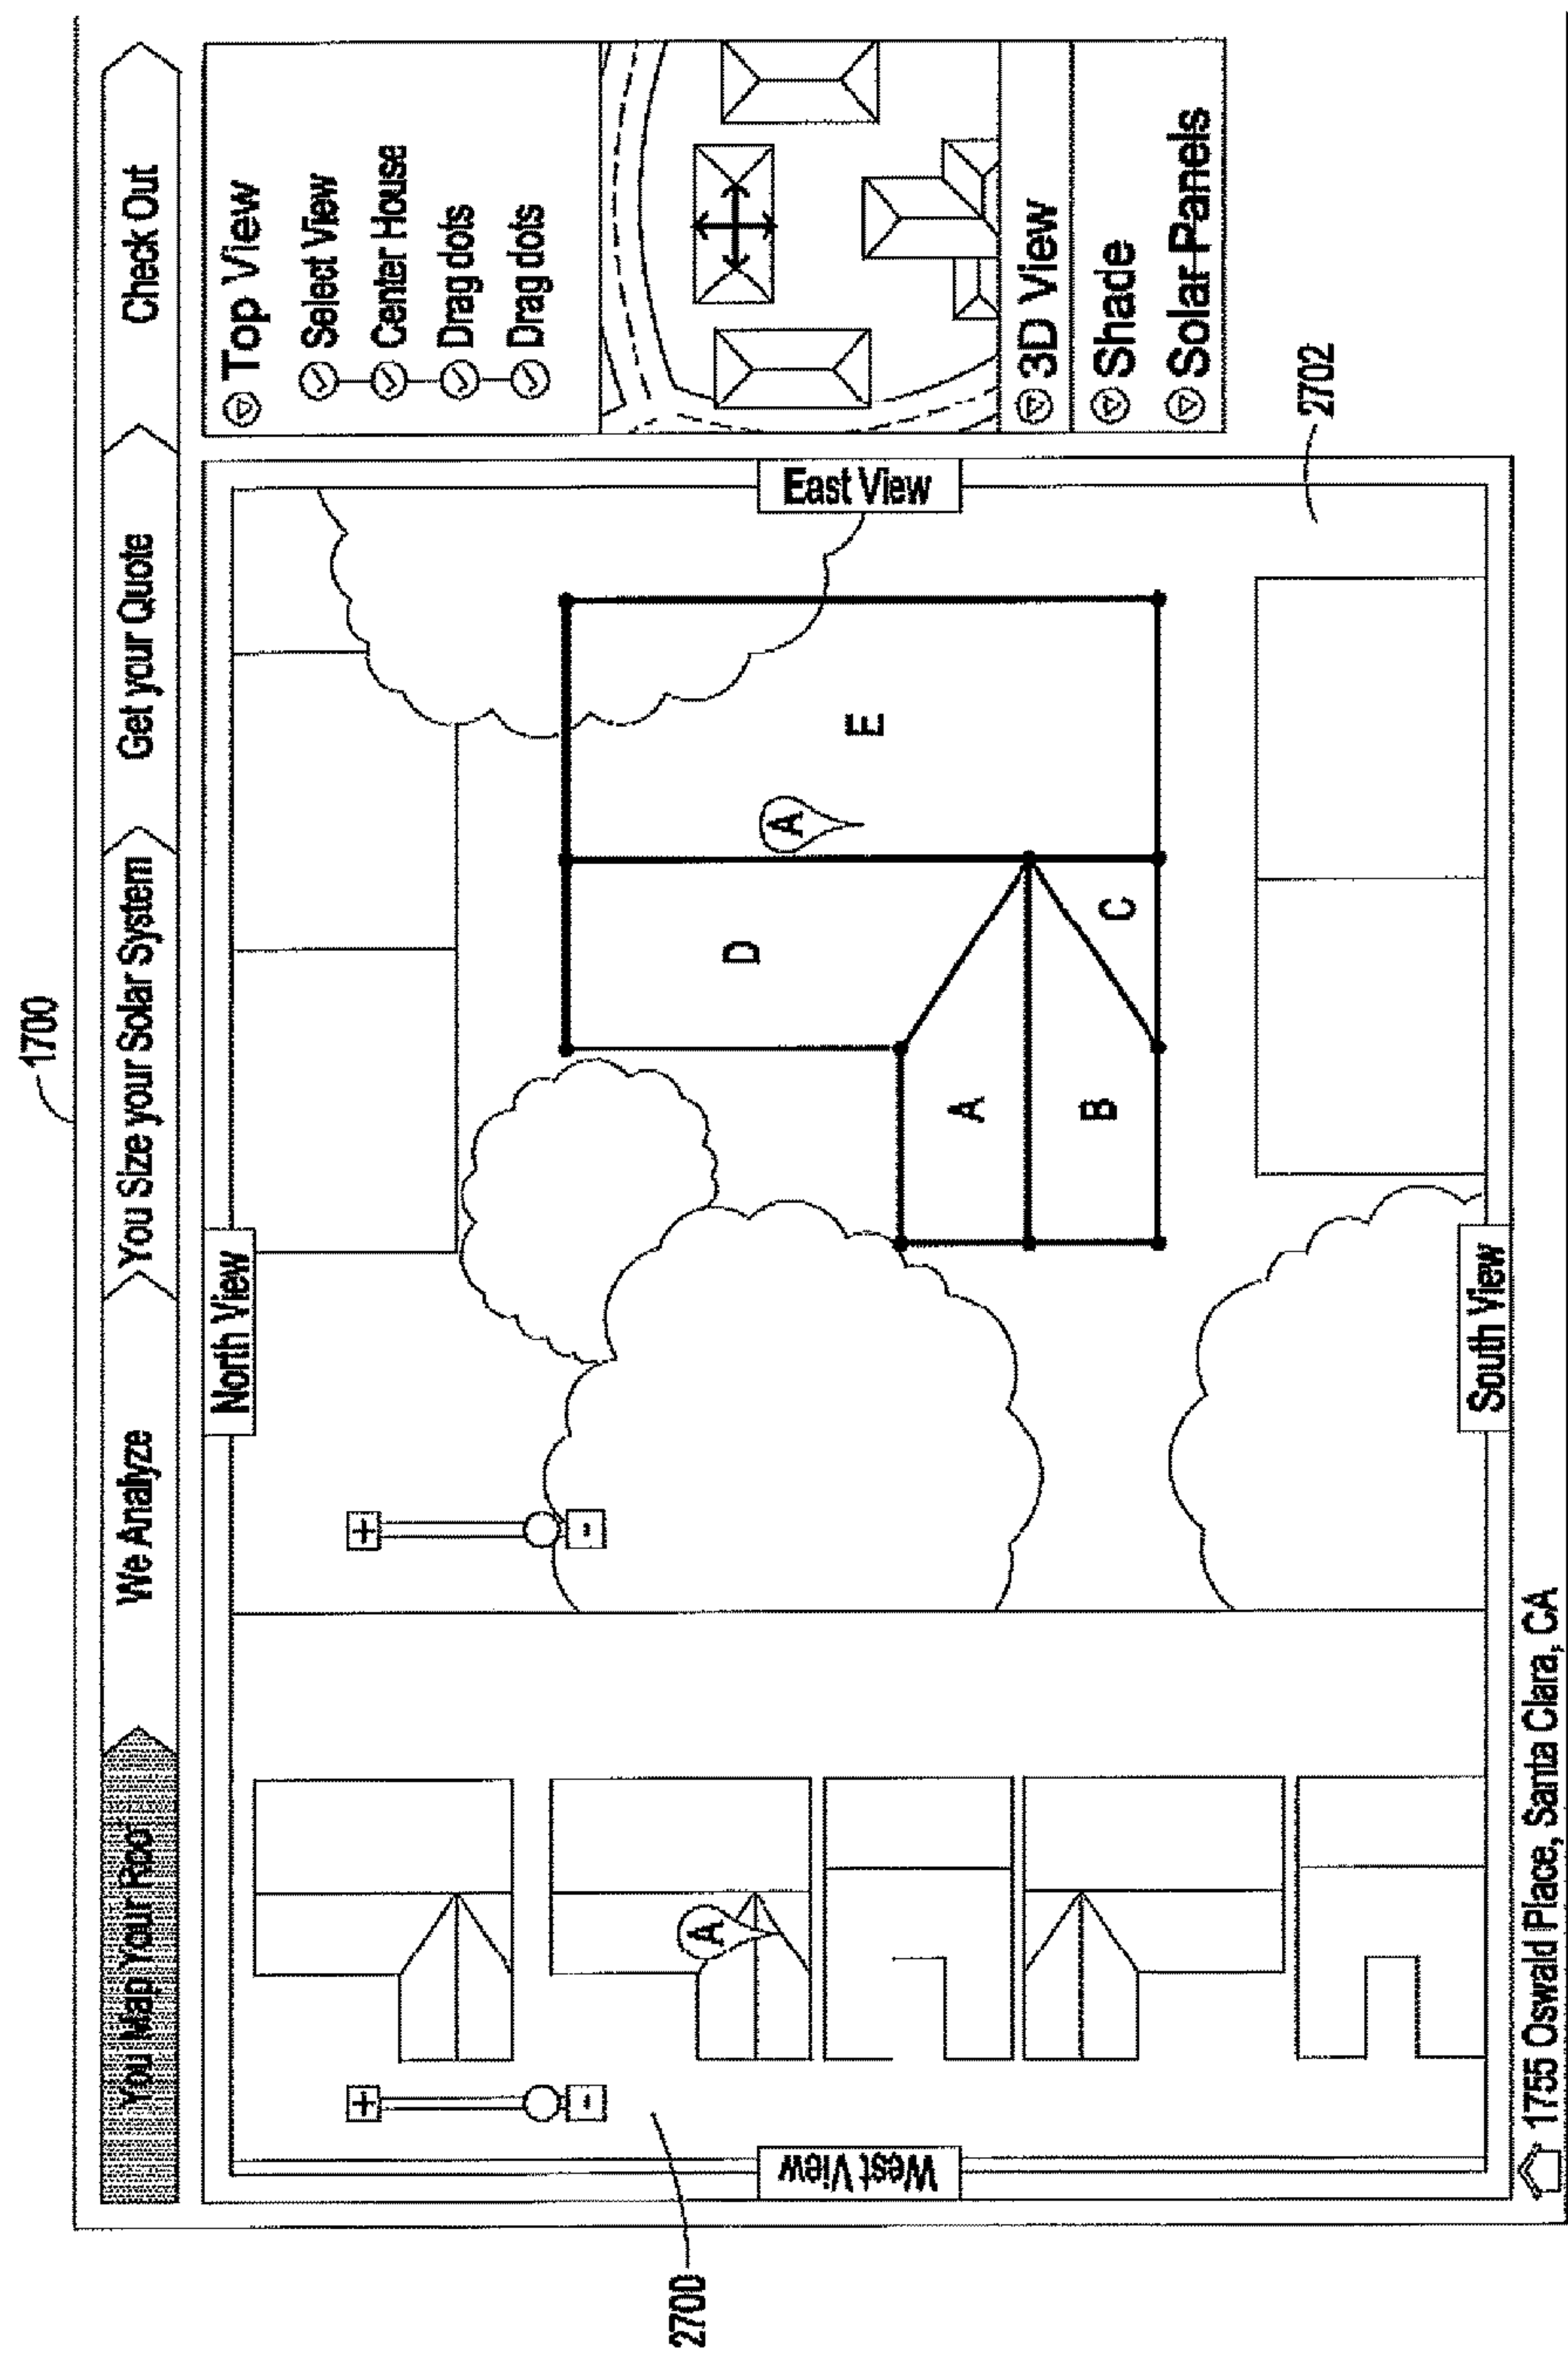 1700
You Map Your Roof
We Analyze
You Size your Solar System
Get your Quote
Check Out
North View
West View
East View
South View
+
-
+
-
A
A
A
B
C
D
E
Top View
Select View
Center House
Drag dots
Drag dots
3D View
Shade
Solar Panels
1755 Oswald Place, Santa Clara, CA
2700
2702